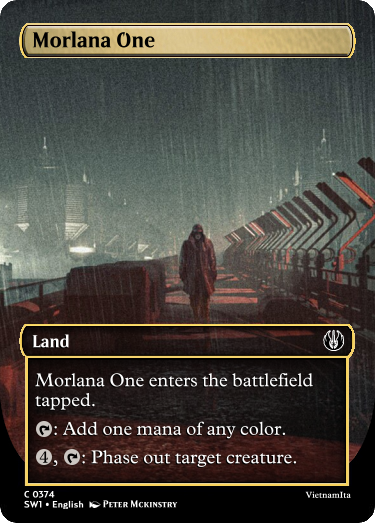 Morlana One
Land
Morlana One enters the battlefield
tapped.
: Add one mana of any color.
4, : Phase out target creature.
C 0374
SW1 • English Peter Mckinstry
VietnamIta